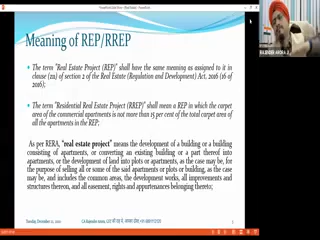 Meaning of REP/RREP
• The term "Real Estate Project (REP)" shall have the same meaning as assigned to it in
clause (zn) of section 2 of the Real Estate (Regulation and Development) Act, 2016 (16 of
2016);
• The term "Residential Real Estate Project (RREP)" shall mean a REP in which the carpet
area of the commercial apartments is not more than 15 per cent of the total carpet area of
all the apartments in the REP;
As per RERA, "real estate project" means the development of a building or a building
consisting of apartments, or converting an existing building or a part thereof into
apartments, or the development of land into plots or apartments, as the case may be, for
the purpose of selling all or some of the said apartments or plots or building, as the case
may be, and includes the common areas, the development works, all improvements and
structures thereon, and all easement, rights and appurtenances belonging thereto;